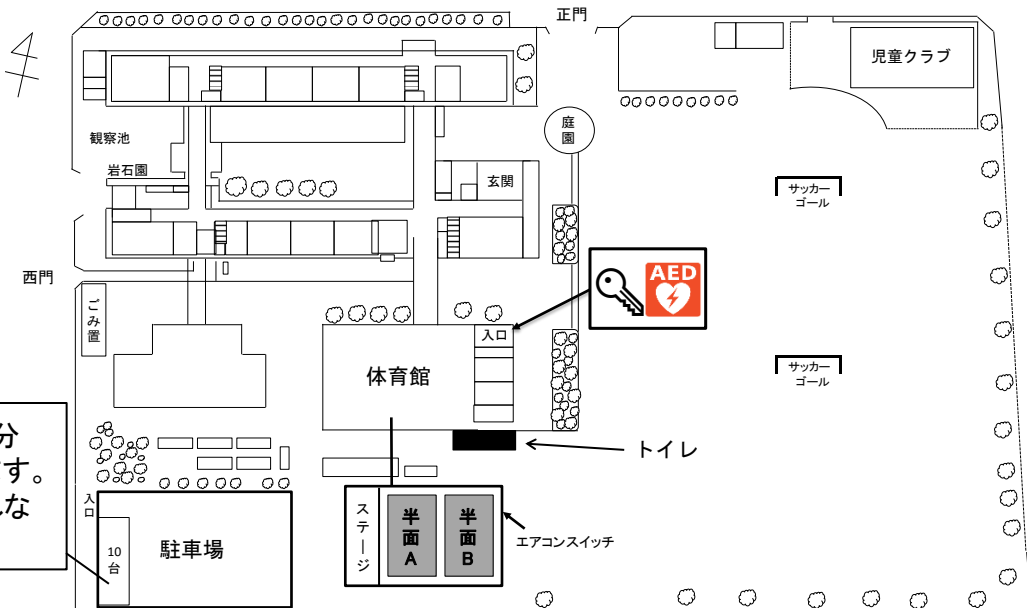 正門
児童クラブ
観察池
庭園
岩石園
玄関
サッカー
ゴール
西門
AED
ごみ置
入口
体育館
サッカー
ゴール
トイレ
分
す。
な
入口
10
台
駐車場
ステージ
半面A
半面B
エアコンスイッチ